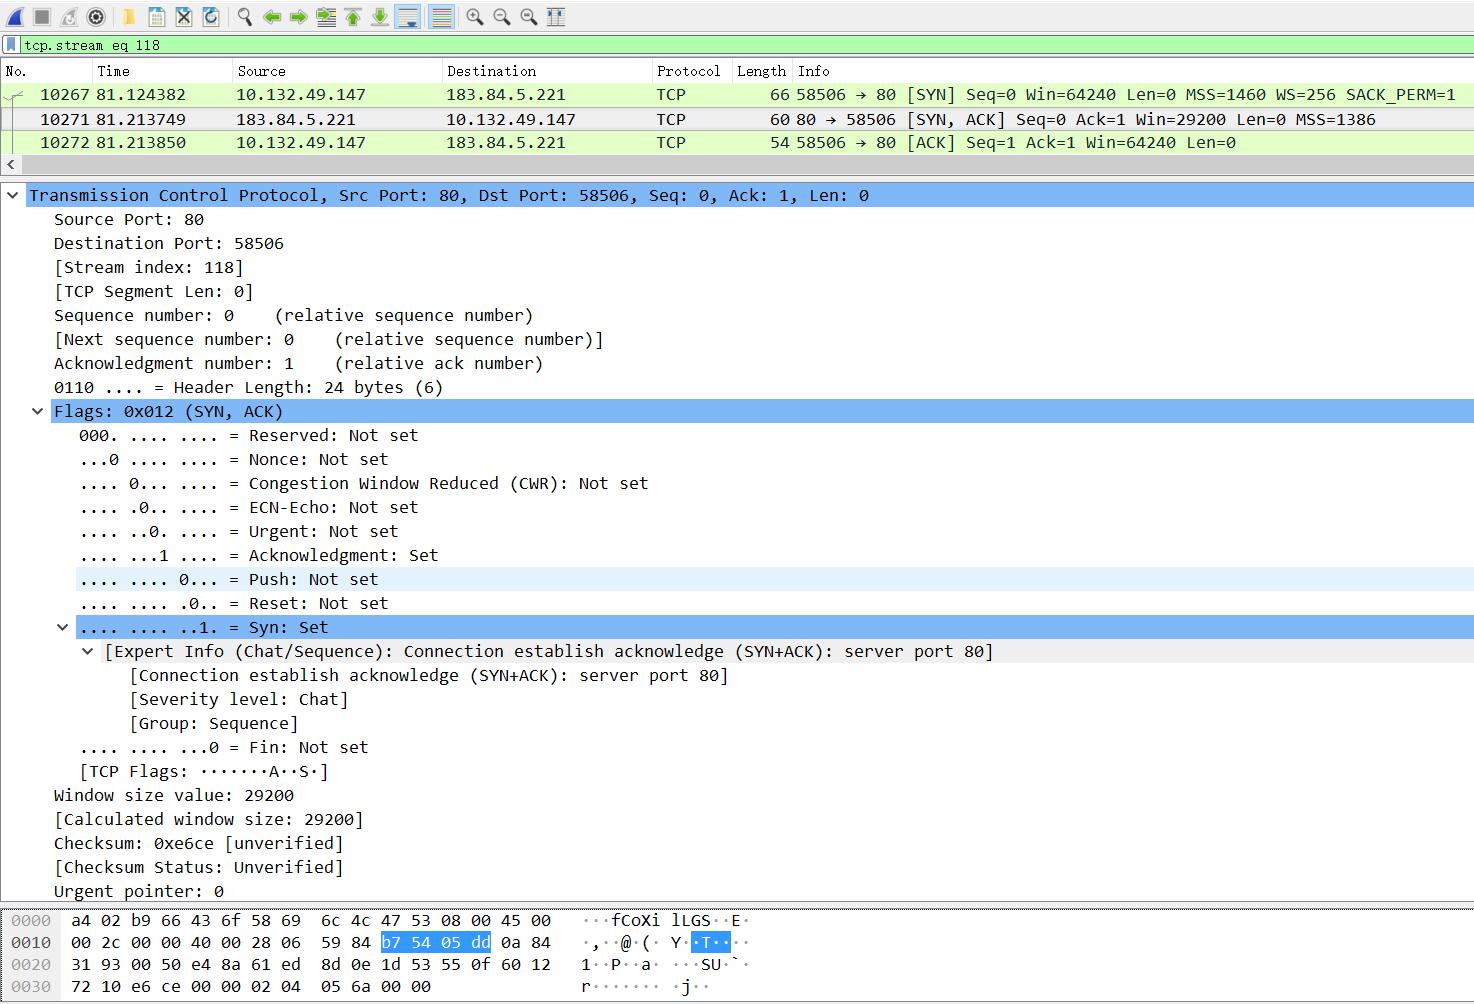 tcp.stream eq 118
No. Time Source Destination Protocol Length Info
10267 81.124382 10.132.49.147 183.84.5.221 TCP 66 58506 → 80 [SYN] Seq=0 Win=64240 Len=0 MSS=1460 WS=256 SACK_PERM=1
10271 81.213749 183.84.5.221 10.132.49.147 TCP 60 80 → 58506 [SYN, ACK] Seq=0 Ack=1 Win=29200 Len=0 MSS=1386
10272 81.213850 10.132.49.147 183.84.5.221 TCP 54 58506 → 80 [ACK] Seq=1 Ack=1 Win=64240 Len=0
Transmission Control Protocol, Src Port: 80, Dst Port: 58506, Seq: 0, Ack: 1, Len: 0
Source Port: 80
Destination Port: 58506
[Stream index: 118]
[TCP Segment Len: 0]
Sequence number: 0 (relative sequence number)
[Next sequence number: 0 (relative sequence number)]
Acknowledgment number: 1 (relative ack number)
0110 .... = Header Length: 24 bytes (6)
Flags: 0x012 (SYN, ACK)
000. .... .... = Reserved: Not set
...0 .... .... = Nonce: Not set
.... 0... .... = Congestion Window Reduced (CWR): Not set
.... .0.. .... = ECN-Echo: Not set
.... ..0. .... = Urgent: Not set
.... ...1 .... = Acknowledgment: Set
.... .... 0... = Push: Not set
.... .... .0.. = Reset: Not set
.... .... ..1. = Syn: Set
[Expert Info (Chat/Sequence): Connection establish acknowledge (SYN+ACK): server port 80]
[Connection establish acknowledge (SYN+ACK): server port 80]
[Severity level: Chat]
[Group: Sequence]
.... .... ...0 = Fin: Not set
[TCP Flags: ·······A··S·]
Window size value: 29200
[Calculated window size: 29200]
Checksum: 0xe6ce [unverified]
[Checksum Status: Unverified]
Urgent pointer: 0
0000 a4 02 b9 66 43 6f 58 69 6c 4c 47 53 08 00 45 00 ···fCoXi lLGS··E·
0010 00 2c 00 00 40 00 28 06 59 84 b7 54 05 dd 0a 84 ·,··@·(· Y··T····
0020 31 93 00 50 e4 8a 61 ed 8d 0e 1d 53 55 0f 60 12 1··P··a· ···SU·`·
0030 72 10 e6 ce 00 00 02 04 05 6a 00 00 r······· ·j··